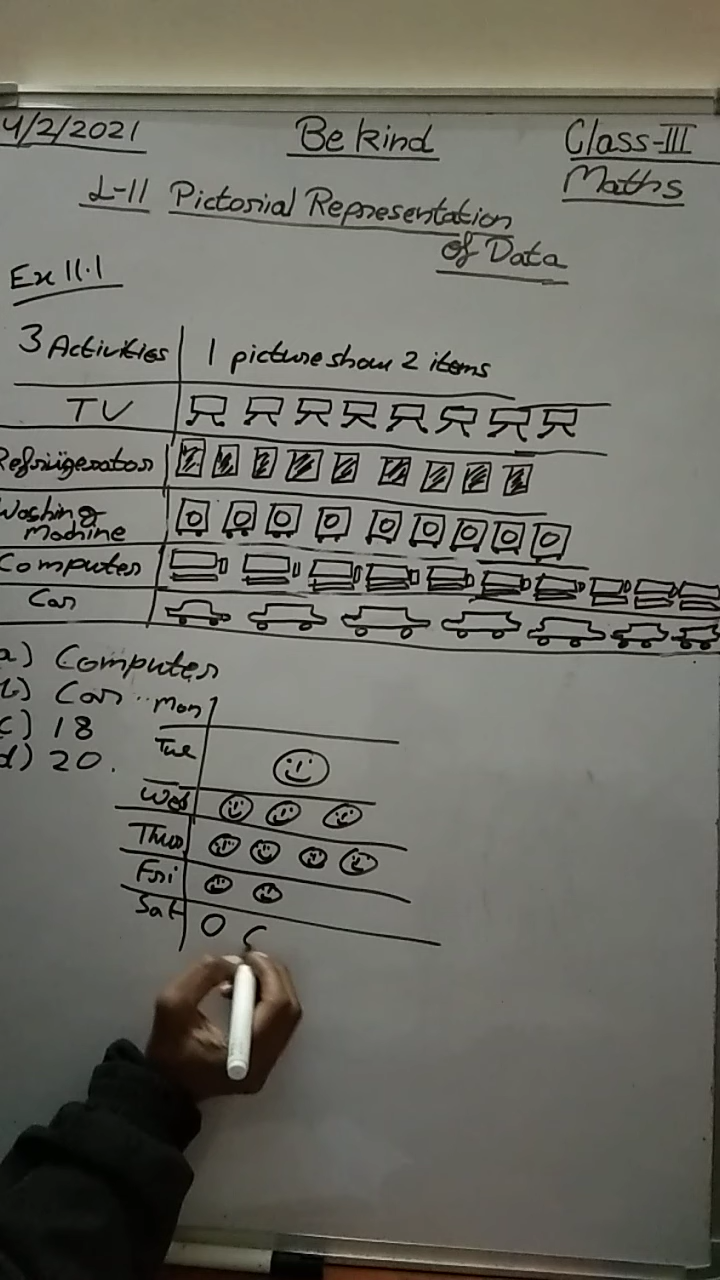 4/2/2021 Be kind Class-III
Maths
L-11 Pictorial Representation
of Data
Ex 11.1
3 Activities 1 picture show 2 items
TV
Refrigerator
Washing
Machine
Computer
Car
a) Computer
b) Car
c) 18
d) 20.
Mon
Tue
Wed
Thur
Fri
Sat